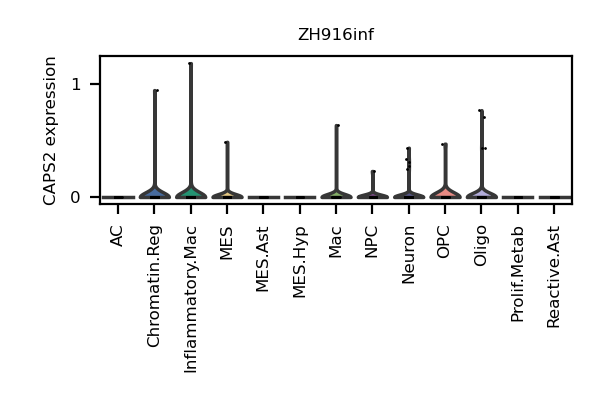 ZH916inf
CAPS2 expression
1
0
AC
Chromatin.Reg
Inflammatory.Mac
MES
MES.Ast
MES.Hyp
Mac
NPC
Neuron
OPC
Oligo
Prolif.Metab
Reactive.Ast